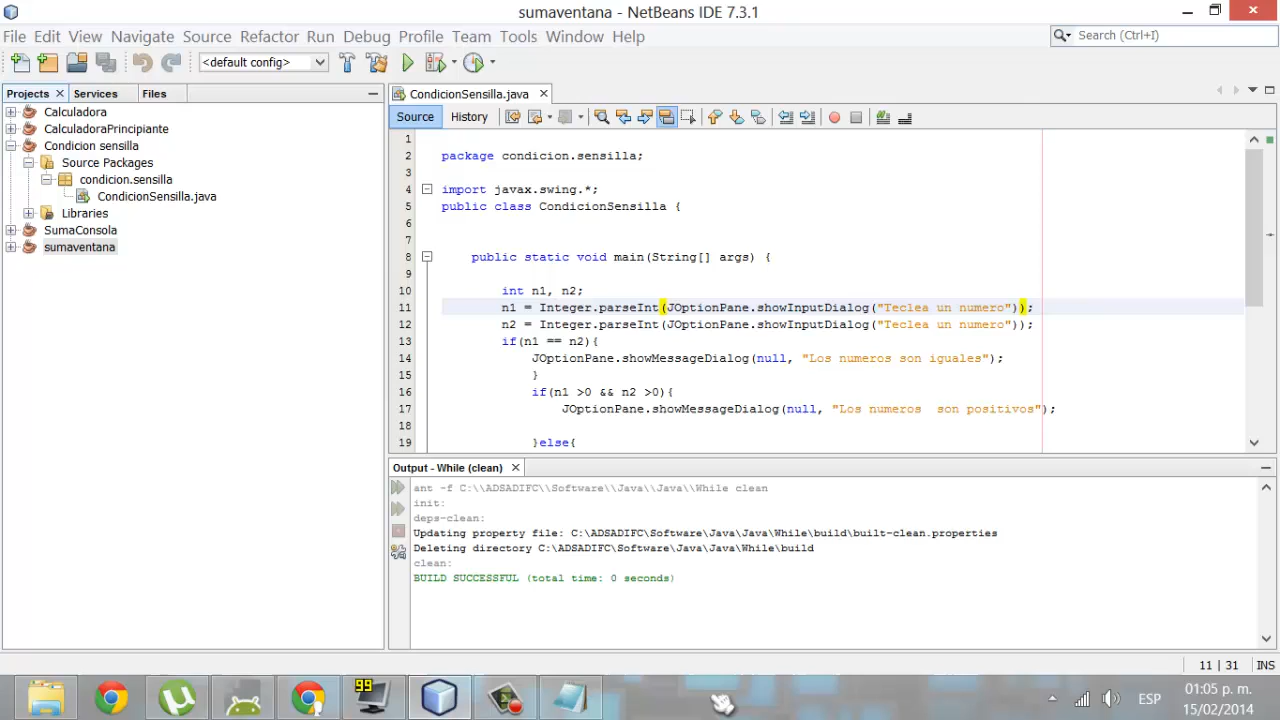 sumaventana - NetBeans IDE 7.3.1
File Edit View Navigate Source Refactor Run Debug Profile Team Tools Window Help
Search (Ctrl+I)
<default config>
Projects Services Files
Calculadora
CalculadoraPrincipiante
Condicion sensilla
Source Packages
condicion.sensilla
CondicionSensilla.java
Libraries
SumaConsola
sumaventana
CondicionSensilla.java
Source History
1
2 package condicion.sensilla;
3
4 import javax.swing.*;
5 public class CondicionSensilla {
6
7
8 public static void main(String[] args) {
9
10 int n1, n2;
11 n1 = Integer.parseInt(JOptionPane.showInputDialog("Teclea un numero"));
12 n2 = Integer.parseInt(JOptionPane.showInputDialog("Teclea un numero"));
13 if(n1 == n2){
14 JOptionPane.showMessageDialog(null, "Los numeros son iguales");
15 }
16 if(n1 >0 && n2 >0){
17 JOptionPane.showMessageDialog(null, "Los numeros  son positivos");
18
19 }else{
Output - While (clean)
ant -f C:\\ADSADIFC\\Software\\Java\\Java\\While clean
init:
deps-clean:
Updating property file: C:\ADSADIFC\Software\Java\Java\While\build\built-clean.properties
Deleting directory C:\ADSADIFC\Software\Java\Java\While\build
clean:
BUILD SUCCESSFUL (total time: 0 seconds)
11 | 31 INS
99
ESP
01:05 p. m.
15/02/2014